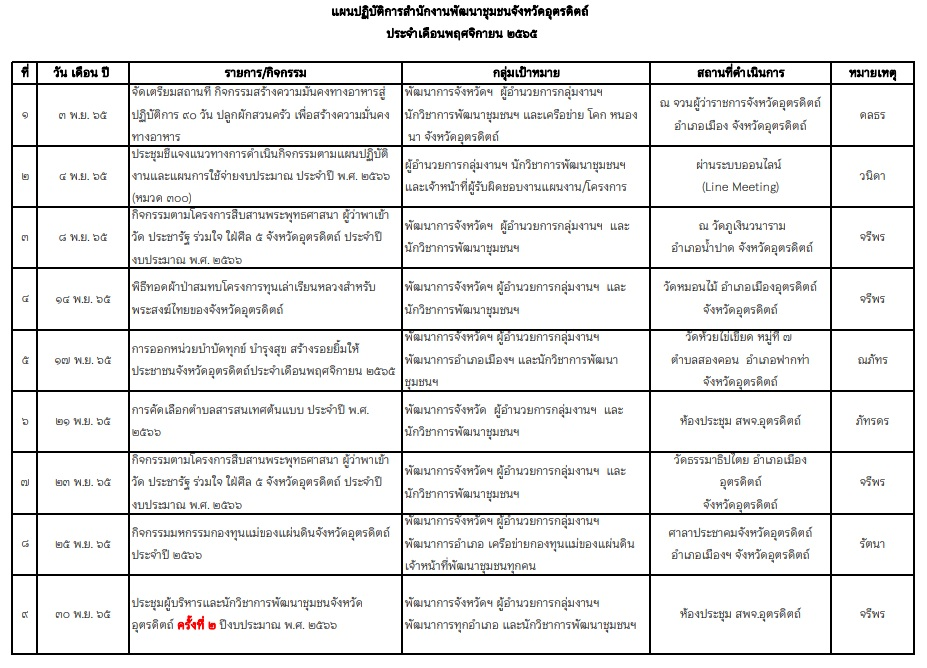 แผนปฏิบัติการสำนักงานพัฒนาชุมชนจังหวัดอุตรดิตถ์
ประจำเดือนพฤศจิกายน ๒๕๖๕
ที่ วัน เดือน ปี รายการ/กิจกรรม กลุ่มเป้าหมาย สถานที่ดำเนินการ หมายเหตุ
๑ ๓ พ.ย. ๖๕
จัดเตรียมสถานที่ กิจกรรมสร้างความมั่นคงทางอาหารสู่
ปฏิบัติการ ๙๐ วัน ปลูกผักสวนครัว เพื่อสร้างความมั่นคง
ทางอาหาร
พัฒนาการจังหวัดฯ ผู้อำนวยการกลุ่มงานฯ
นักวิชาการพัฒนาชุมชนฯ และเครือข่าย โคก หนอง
นา จังหวัดอุตรดิตถ์
ณ จวนผู้ว่าราชการจังหวัดอุตรดิตถ์
อำเภอเมือง จังหวัดอุตรดิตถ์
ดลธร
๒ ๔ พ.ย. ๖๕
ประชุมชี้แจงแนวทางการดำเนินกิจกรรมตามแผนปฏิบัติ
งานและแผนการใช้จ่ายงบประมาณ ประจำปี พ.ศ. ๒๕๖๖
(หมวด ๓๐๐)
ผู้อำนวยการกลุ่มงานฯ นักวิชาการพัฒนาชุมชนฯ
และเจ้าหน้าที่ผู้รับผิดชอบงานแผนงาน/โครงการ
ผ่านระบบออนไลน์
(Line Meeting)
วนิดา
๓ ๘ พ.ย. ๖๕
กิจกรรมตามโครงการสืบสานพระพุทธศาสนา ผู้ว่าพาเข้า
วัด ประชารัฐ ร่วมใจ ใฝ่ศีล ๕ จังหวัดอุตรดิตถ์ ประจำปี
งบประมาณ พ.ศ. ๒๕๖๖
พัฒนาการจังหวัดฯ ผู้อำนวยการกลุ่มงานฯ และ
นักวิชาการพัฒนาชุมชนฯ
ณ วัดภูเงินวนาราม
อำเภอน้ำปาด จังหวัดอุตรดิตถ์
จรีพร
๔ ๑๔ พ.ย. ๖๕
พิธีทอดผ้าป่าสมทบโครงการทุนเล่าเรียนหลวงสำหรับ
พระสงฆ์ไทยของจังหวัดอุตรดิตถ์
พัฒนาการจังหวัดฯ ผู้อำนวยการกลุ่มงานฯ และ
นักวิชาการพัฒนาชุมชนฯ
วัดหมอนไม้ อำเภอเมืองอุตรดิตถ์
จังหวัดอุตรดิตถ์
จรีพร
๕ ๑๗ พ.ย. ๖๕
การออกหน่วยบำบัดทุกข์ บำรุงสุข สร้างรอยยิ้มให้
ประชาชนจังหวัดอุตรดิตถ์ประจำเดือนพฤศจิกายน ๒๕๖๕
พัฒนาการจังหวัดฯ ผู้อำนวยการกลุ่มงานฯ
พัฒนาการอำเภอเมืองฯ และนักวิชาการพัฒนา
ชุมชนฯ
วัดห้วยไข่เขียด หมู่ที่ ๗
ตำบลสองคอน อำเภอฟากท่า
จังหวัดอุตรดิตถ์
ณภัทร
๖ ๒๑ พ.ย. ๖๕
การคัดเลือกตำบลสารสนเทศต้นแบบ ประจำปี พ.ศ.
๒๕๖๖
พัฒนาการจังหวัด ผู้อำนวยการกลุ่มงานฯ และ
นักวิชาการพัฒนาชุมชนฯ
ห้องประชุม สพจ.อุตรดิตถ์
ภัทรดร
๗ ๒๓ พ.ย. ๖๕
กิจกรรมตามโครงการสืบสานพระพุทธศาสนา ผู้ว่าพาเข้า
วัด ประชารัฐ ร่วมใจ ใฝ่ศีล ๕ จังหวัดอุตรดิตถ์ ประจำปี
งบประมาณ พ.ศ. ๒๕๖๖
พัฒนาการจังหวัดฯ ผู้อำนวยการกลุ่มงานฯ และ
นักวิชาการพัฒนาชุมชนฯ
วัดธรรมาธิปไตย อำเภอเมือง
อุตรดิตถ์
จังหวัดอุตรดิตถ์
จรีพร
๘ ๒๕ พ.ย. ๖๕
กิจกรรมมหกรรมกองทุนแม่ของแผ่นดินจังหวัดอุตรดิตถ์
ประจำปี ๒๕๖๖
พัฒนาการจังหวัดฯ ผู้อำนวยการกลุ่มงานฯ
พัฒนาการอำเภอ เครือข่ายกองทุนแม่ของแผ่นดิน
เจ้าหน้าที่พัฒนาชุมชนทุกคน
ศาลาประชาคมจังหวัดอุตรดิตถ์
อำเภอเมืองฯ จังหวัดอุตรดิตถ์
รัตนา
๙ ๓๐ พ.ย. ๖๕
ประชุมผู้บริหารและนักวิชาการพัฒนาชุมชนจังหวัด
อุตรดิตถ์ ครั้งที่ ๒ ปีงบประมาณ พ.ศ. ๒๕๖๖
พัฒนาการจังหวัดฯ ผู้อำนวยการกลุ่มงานฯ
พัฒนาการทุกอำเภอ และนักวิชาการพัฒนาชุมชนฯ
ห้องประชุม สพจ.อุตรดิตถ์
จรีพร